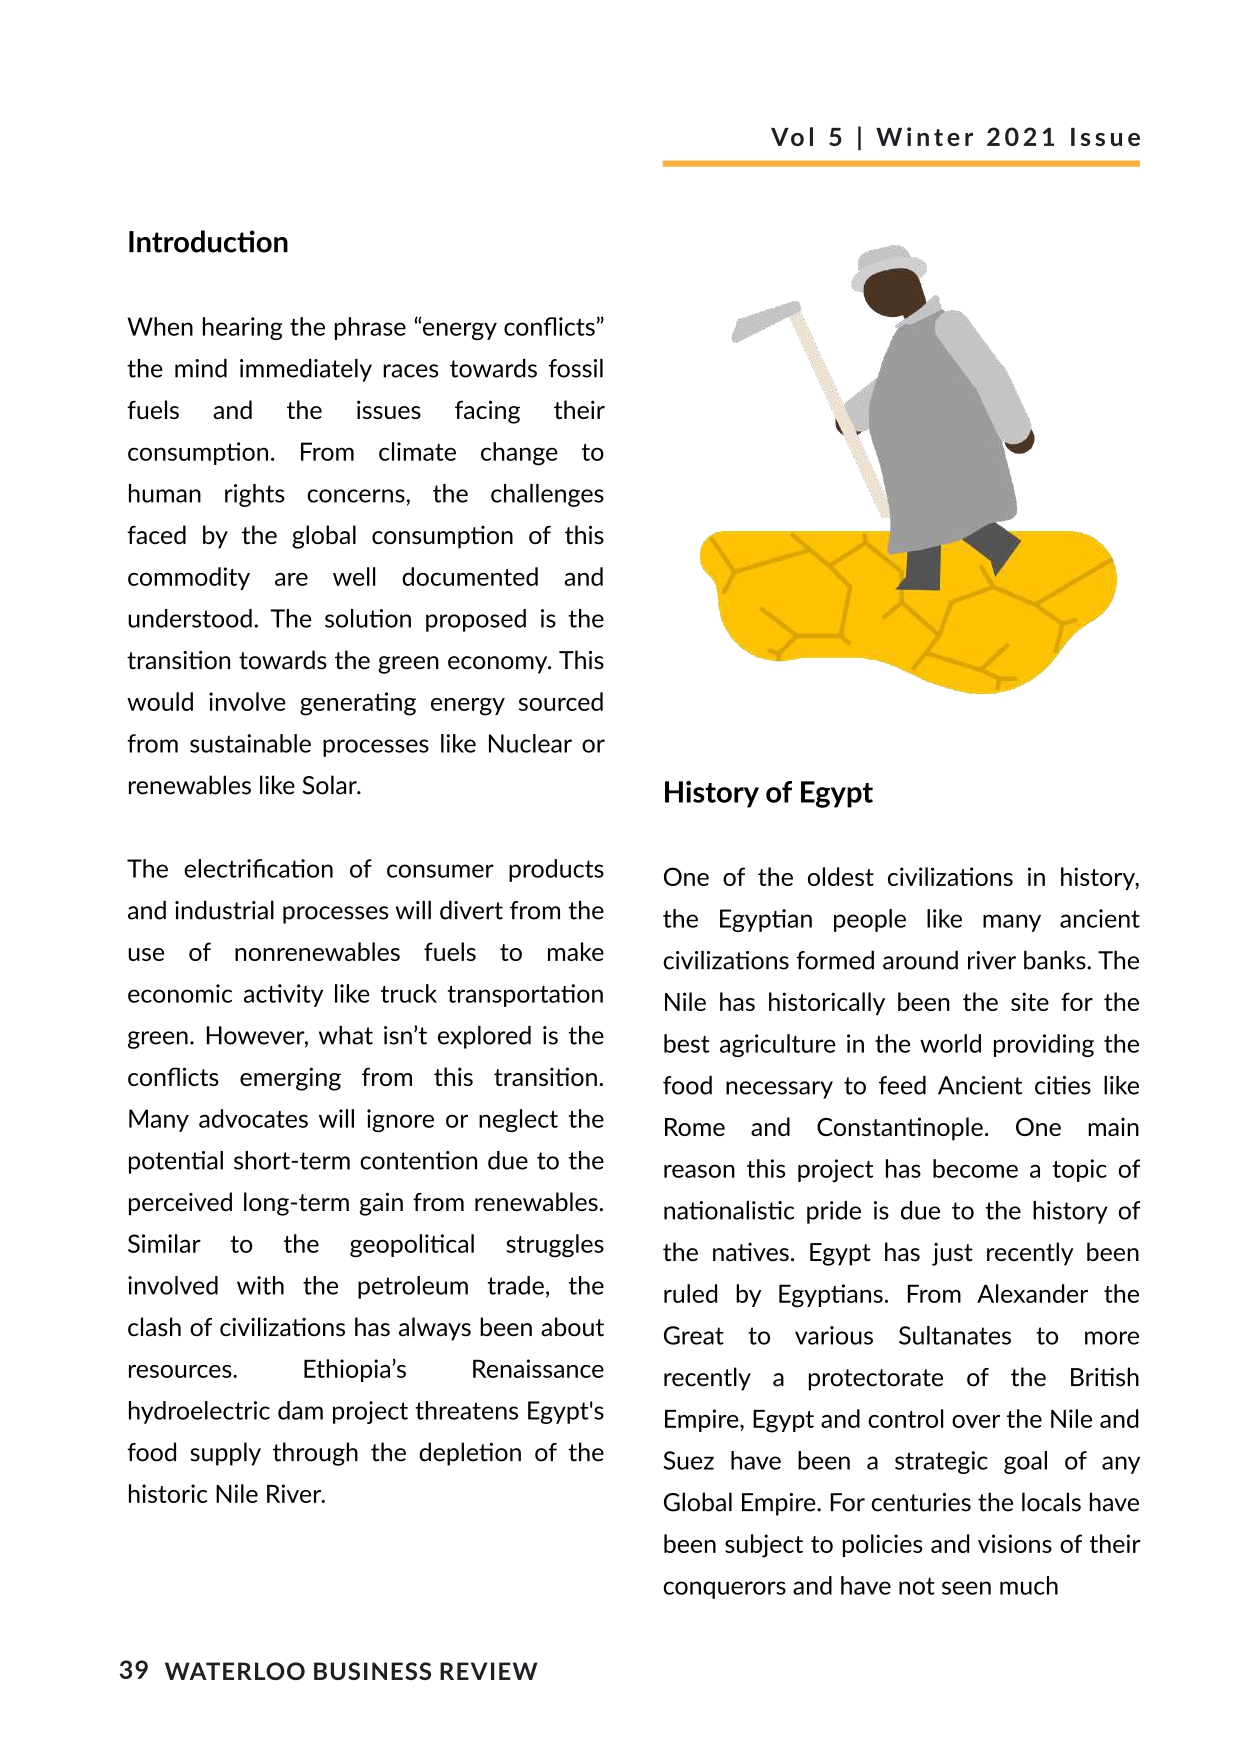 Vol 5 | Winter 2021 Issue
Introduction
When hearing the phrase “energy conflicts”
the mind immediately races towards fossil
fuels and the issues facing their
consumption. From climate change to
human rights concerns, the challenges
faced by the global consumption of this
commodity are well documented and
understood. The solution proposed is the
transition towards the green economy. This
would involve generating energy sourced
from sustainable processes like Nuclear or
renewables like Solar.
The electrification of consumer products
and industrial processes will divert from the
use of nonrenewables fuels to make
economic activity like truck transportation
green. However, what isn’t explored is the
conflicts emerging from this transition.
Many advocates will ignore or neglect the
potential short-term contention due to the
perceived long-term gain from renewables.
Similar to the geopolitical struggles
involved with the petroleum trade, the
clash of civilizations has always been about
resources. Ethiopia’s Renaissance
hydroelectric dam project threatens Egypt's
food supply through the depletion of the
historic Nile River.
History of Egypt
One of the oldest civilizations in history,
the Egyptian people like many ancient
civilizations formed around river banks. The
Nile has historically been the site for the
best agriculture in the world providing the
food necessary to feed Ancient cities like
Rome and Constantinople. One main
reason this project has become a topic of
nationalistic pride is due to the history of
the natives. Egypt has just recently been
ruled by Egyptians. From Alexander the
Great to various Sultanates to more
recently a protectorate of the British
Empire, Egypt and control over the Nile and
Suez have been a strategic goal of any
Global Empire. For centuries the locals have
been subject to policies and visions of their
conquerors and have not seen much
39 WATERLOO BUSINESS REVIEW